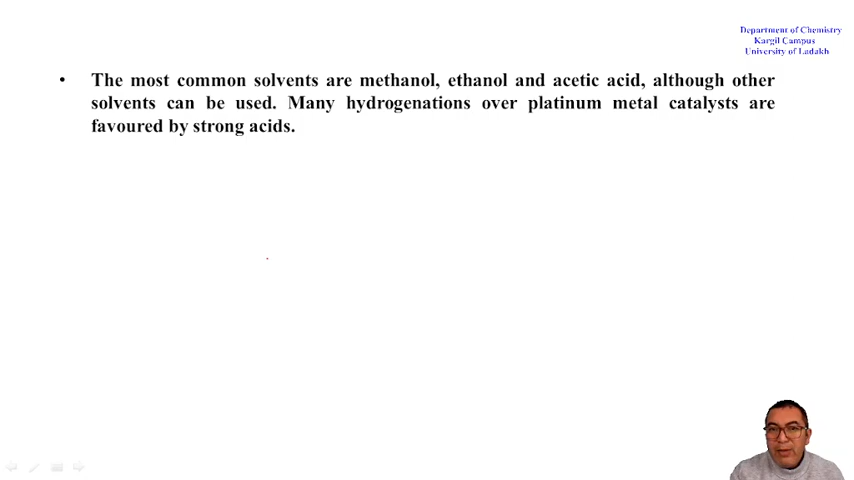 Department of Chemistry
Kargil Campus
University of Ladakh
• The most common solvents are methanol, ethanol and acetic acid, although other
solvents can be used. Many hydrogenations over platinum metal catalysts are
favoured by strong acids.